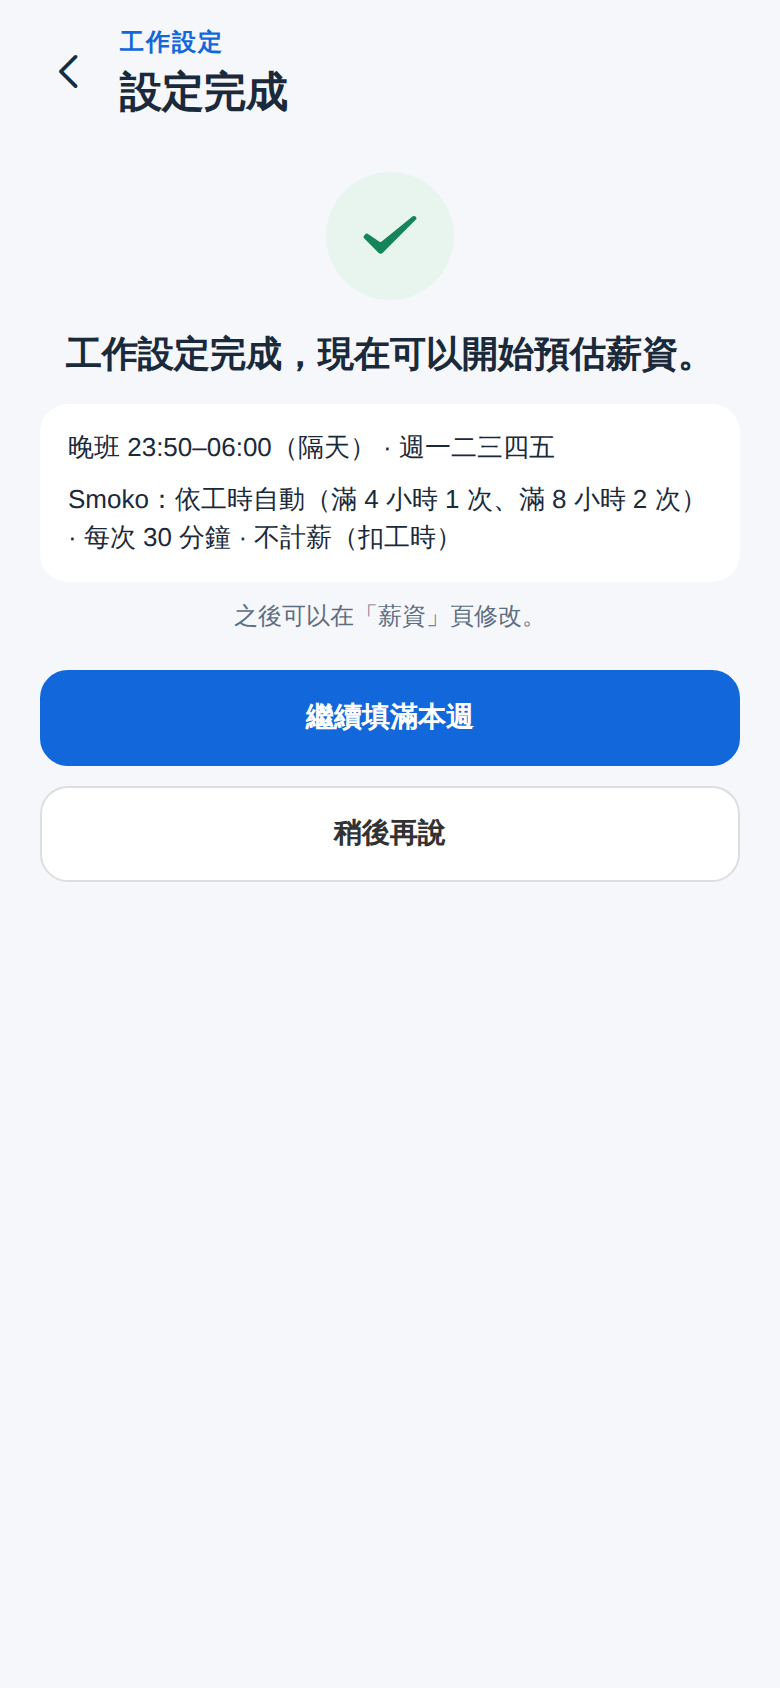 工作設定
設定完成
工作設定完成，現在可以開始預估薪資。
晚班 23:50–06:00（隔天） · 週一二三四五
Smoko：依工時自動（滿 4 小時 1 次、滿 8 小時 2 次）
· 每次 30 分鐘 · 不計薪（扣工時）
之後可以在「薪資」頁修改。
繼續填滿本週
稍後再說